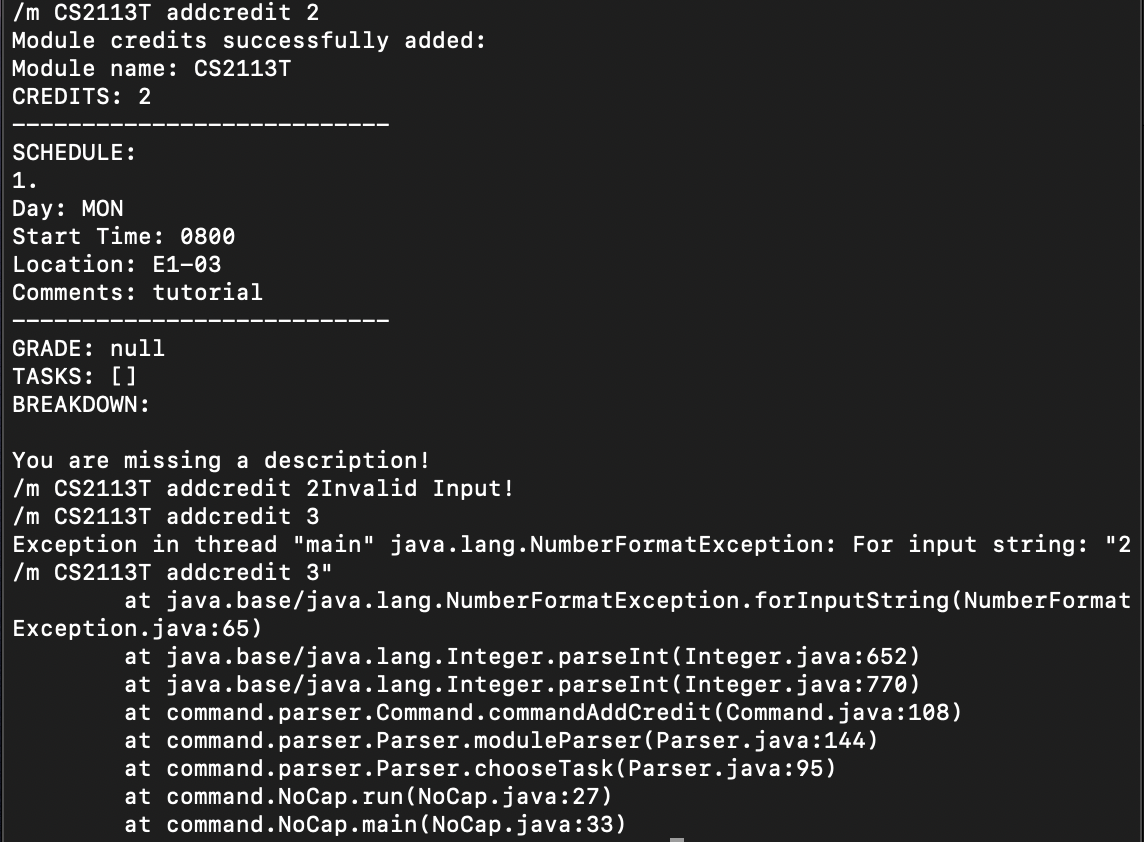 /m CS2113T addcredit 2
Module credits successfully added:
Module name: CS2113T
CREDITS: 2
---------------------------
SCHEDULE:
1.
Day: MON
Start Time: 0800
Location: E1-03
Comments: tutorial
---------------------------
GRADE: null
TASKS: []
BREAKDOWN:

You are missing a description!
/m CS2113T addcredit 2Invalid Input!
/m CS2113T addcredit 3
Exception in thread "main" java.lang.NumberFormatException: For input string: "2
/m CS2113T addcredit 3"
        at java.base/java.lang.NumberFormatException.forInputString(NumberFormat
Exception.java:65)
        at java.base/java.lang.Integer.parseInt(Integer.java:652)
        at java.base/java.lang.Integer.parseInt(Integer.java:770)
        at command.parser.Command.commandAddCredit(Command.java:108)
        at command.parser.Parser.moduleParser(Parser.java:144)
        at command.parser.Parser.chooseTask(Parser.java:95)
        at command.NoCap.run(NoCap.java:27)
        at command.NoCap.main(NoCap.java:33)